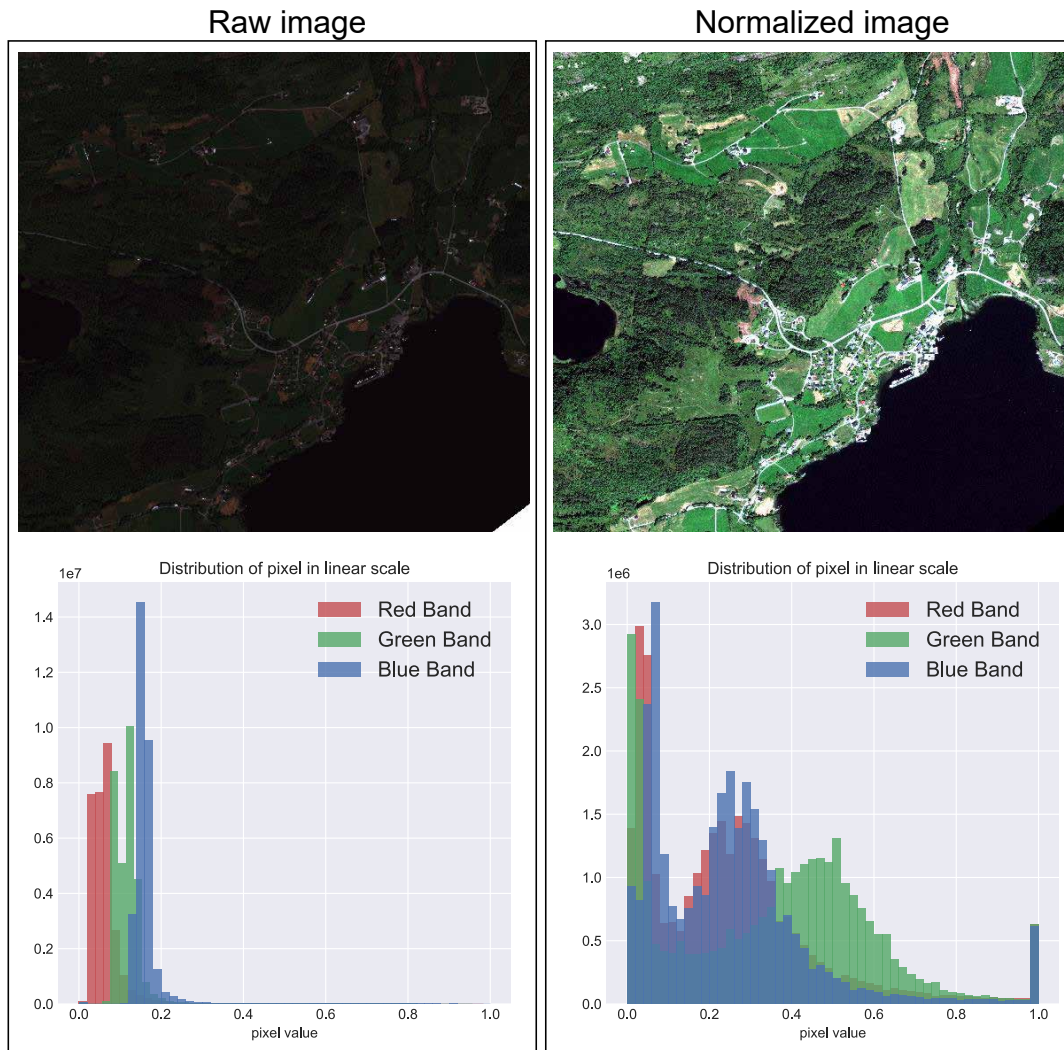 Raw image
Normalized image
1e7
Distribution of pixel in linear scale
Red Band
Green Band
Blue Band
1.4
1.2
1.0
0.8
0.6
0.4
0.2
0.0
0.0 0.2 0.4 0.6 0.8 1.0
pixel value
1e6
Distribution of pixel in linear scale
Red Band
Green Band
Blue Band
3.0
2.5
2.0
1.5
1.0
0.5
0.0
0.0 0.2 0.4 0.6 0.8 1.0
pixel value